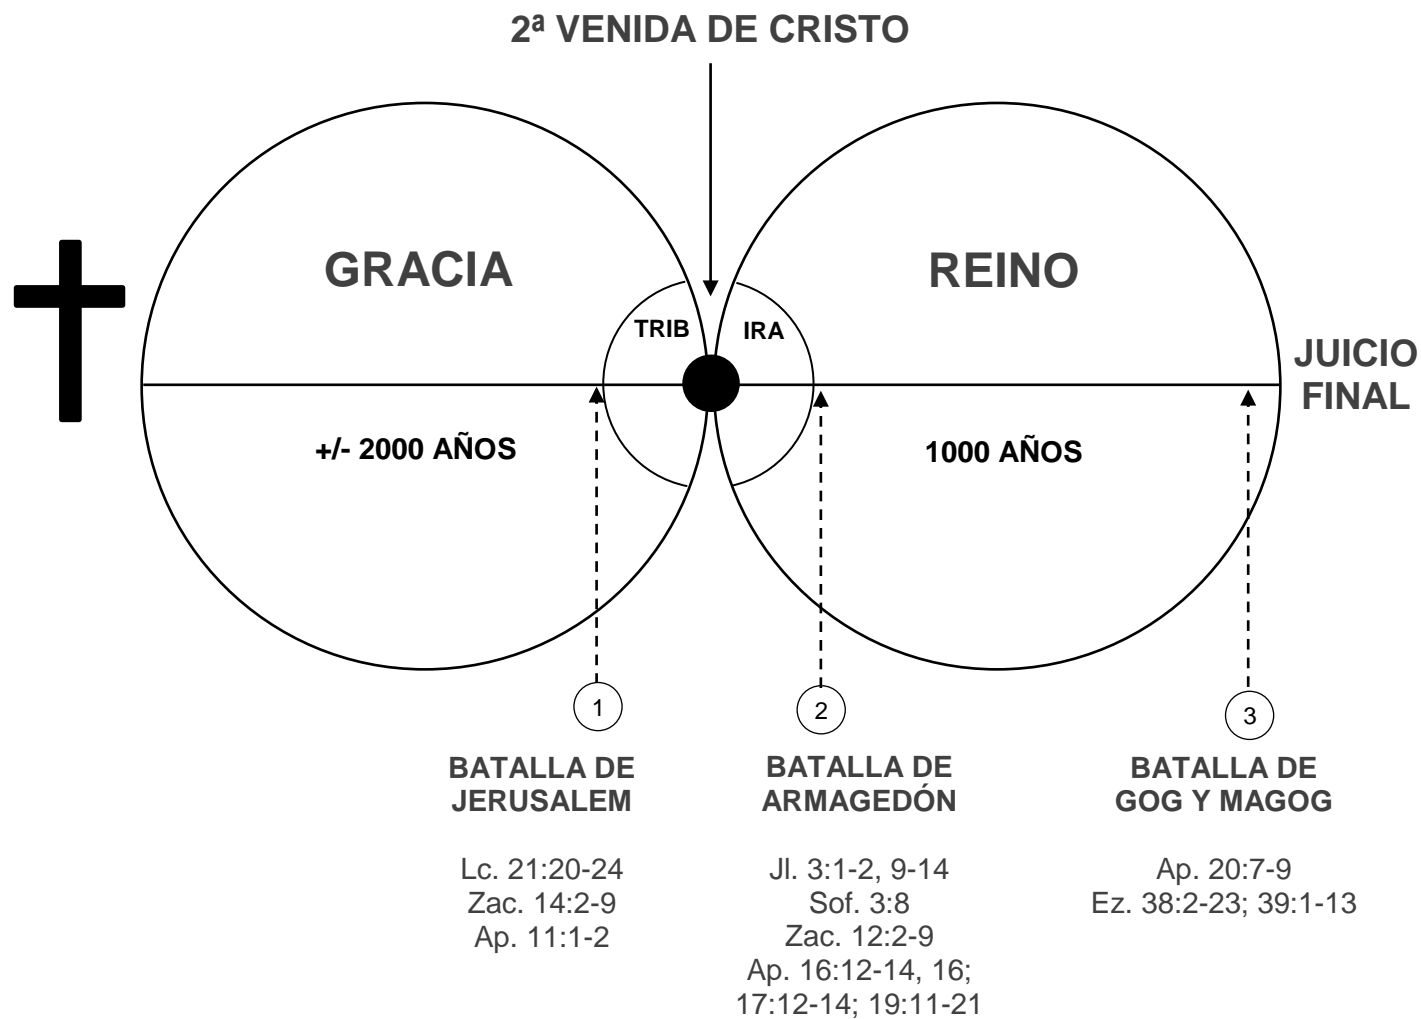 2ª VENIDA DE CRISTO
GRACIA
REINO
TRIB
IRA
JUICIO
FINAL
+/- 2000 AÑOS
1000 AÑOS
1
2
3
BATALLA DE
JERUSALEM
Lc. 21:20-24
Zac. 14:2-9
Ap. 11:1-2
BATALLA DE
ARMAGEDÓN
Jl. 3:1-2, 9-14
Sof. 3:8
Zac. 12:2-9
Ap. 16:12-14, 16;
17:12-14; 19:11-21
BATALLA DE
GOG Y MAGOG
Ap. 20:7-9
Ez. 38:2-23; 39:1-13